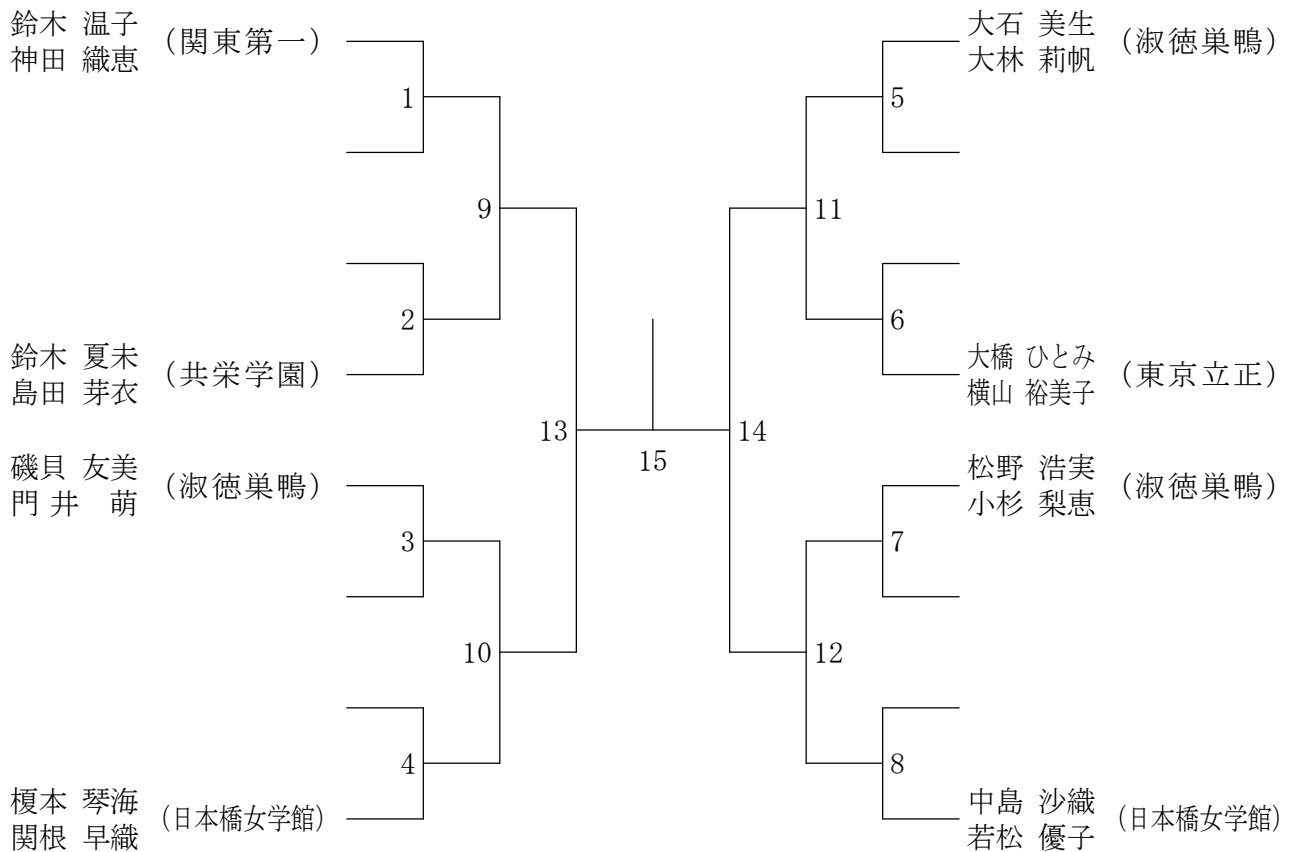 鈴木 温子
神田 織恵
(関東第一)
1
9
2
鈴木 夏未
島田 芽衣
(共栄学園)
13
磯貝 友美
門井 萌
(淑徳巣鴨)
3
10
4
榎本 琴海
関根 早織
(日本橋女学館)
15
大石 美生
大林 莉帆
(淑徳巣鴨)
5
11
6
大橋 ひとみ
横山 裕美子
(東京立正)
14
松野 浩実
小杉 梨恵
(淑徳巣鴨)
7
12
8
中島 沙織
若松 優子
(日本橋女学館)